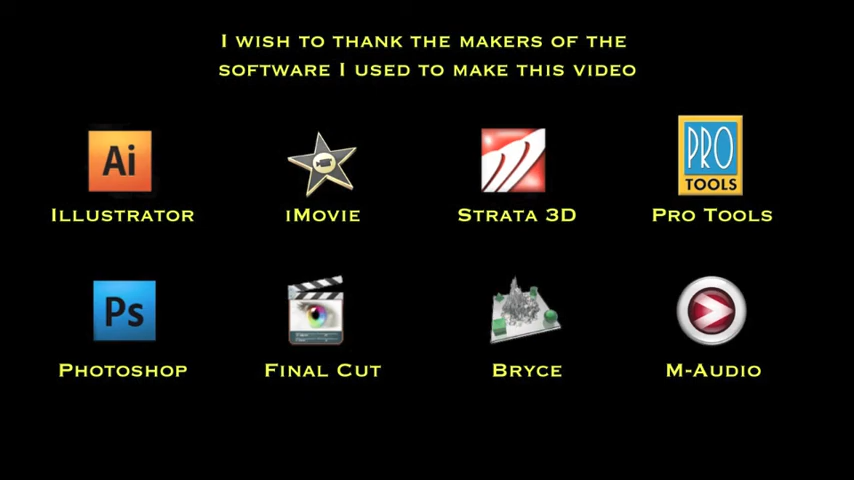 I WISH TO THANK THE MAKERS OF THE
SOFTWARE I USED TO MAKE THIS VIDEO
Ai
PRO
TOOLS
ILLUSTRATOR
iMOVIE
STRATA 3D
PRO TOOLS
Ps
PHOTOSHOP
FINAL CUT
BRYCE
M-AUDIO